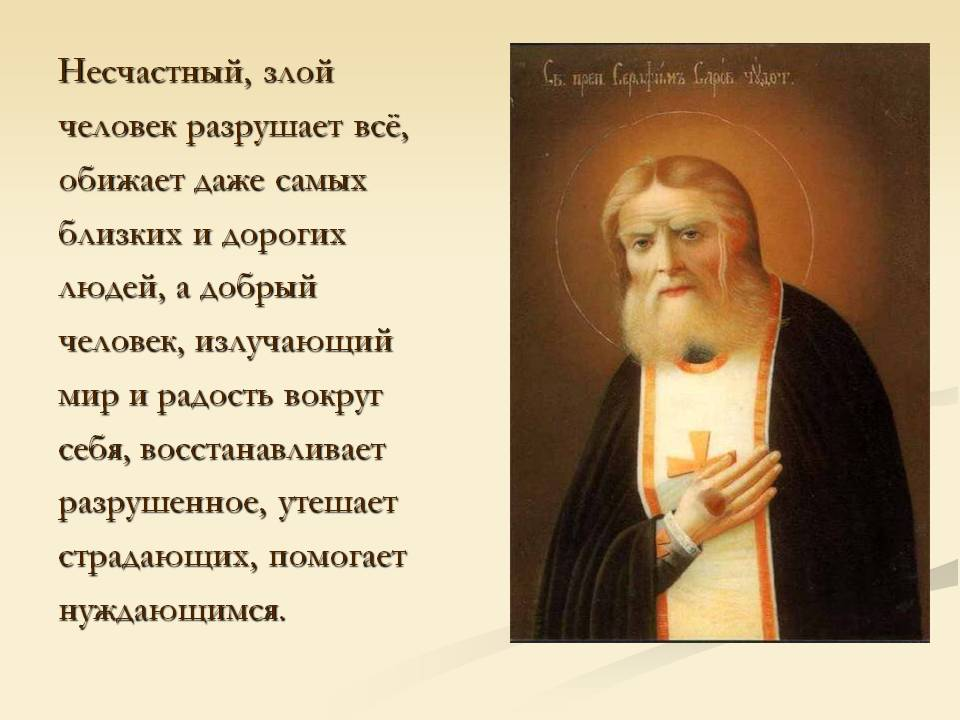 Несчастный, злой
человек разрушает всё,
обижает даже самых
близких и дорогих
людей, а добрый
человек, излучающий
мир и радость вокруг
себя, восстанавливает
разрушенное, утешает
страдающих, помогает
нуждающимся.
Св. преп. Серафімъ Саров. чудот.